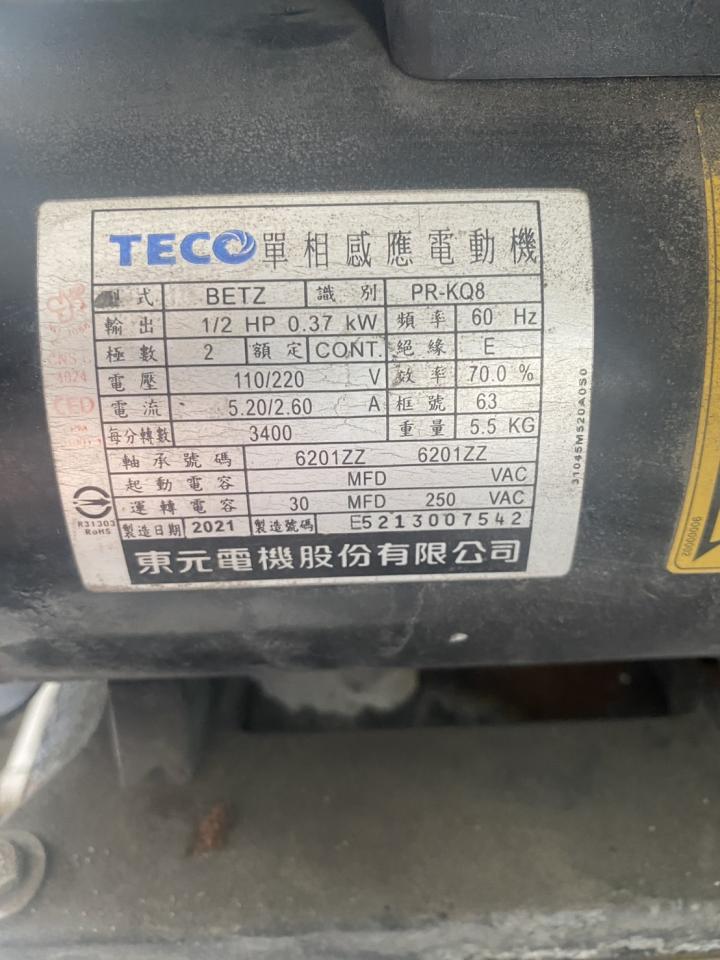 TECO 單相感應電動機
型式 BETZ 識別 PR-KQ8
輸出 1/2 HP 0.37 kW 頻率 60 Hz
極數 2 額定 CONT. 絕緣 E
電壓 110/220 V 效率 70.0 %
電流 5.20/2.60 A 框號 63
每分轉數 3400 重量 5.5 KG
軸承號碼 6201ZZ 6201ZZ
起動電容 MFD VAC
運轉電容 30 MFD 250 VAC
製造日期 2021 製造號碼 E5213007542
東元電機股份有限公司
R31303
RoHS
31045M520A0S0